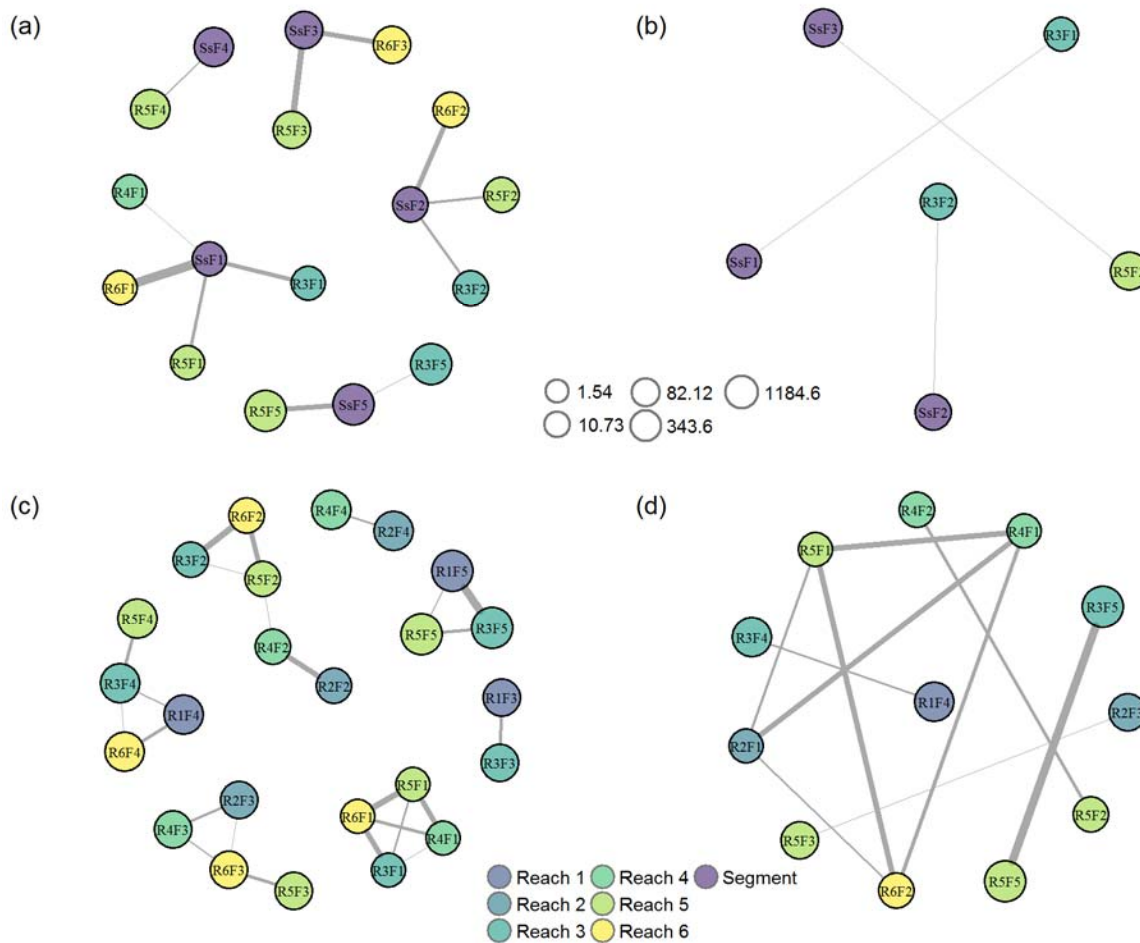 (a)
SsF4
SsF3
R6F3
R5F4
R5F3
R6F2
R4F1
R5F2
SsF2
SsF1
R6F1
R3F1
R3F2
R5F1
R3F5
R5F5
SsF5
(b)
SsF3
R3F1
R3F2
SsF1
SsF2
1.54
82.12
1184.6
10.73
343.6
(c)
R6F2
R4F4
R2F4
R3F2
R5F2
R1F5
R5F4
R5F5
R3F5
R4F2
R3F4
R2F2
R1F4
R1F3
R6F4
R3F3
R2F3
R5F1
R4F3
R6F1
R4F1
R6F3
R3F1
R5F3
(d)
R4F2
R4F1
R5F1
R3F5
R3F4
R1F4
R2F3
R2F1
R5F2
R5F3
R5F5
R6F2
Reach 1
Reach 4
Segment
Reach 2
Reach 5
Reach 3
Reach 6